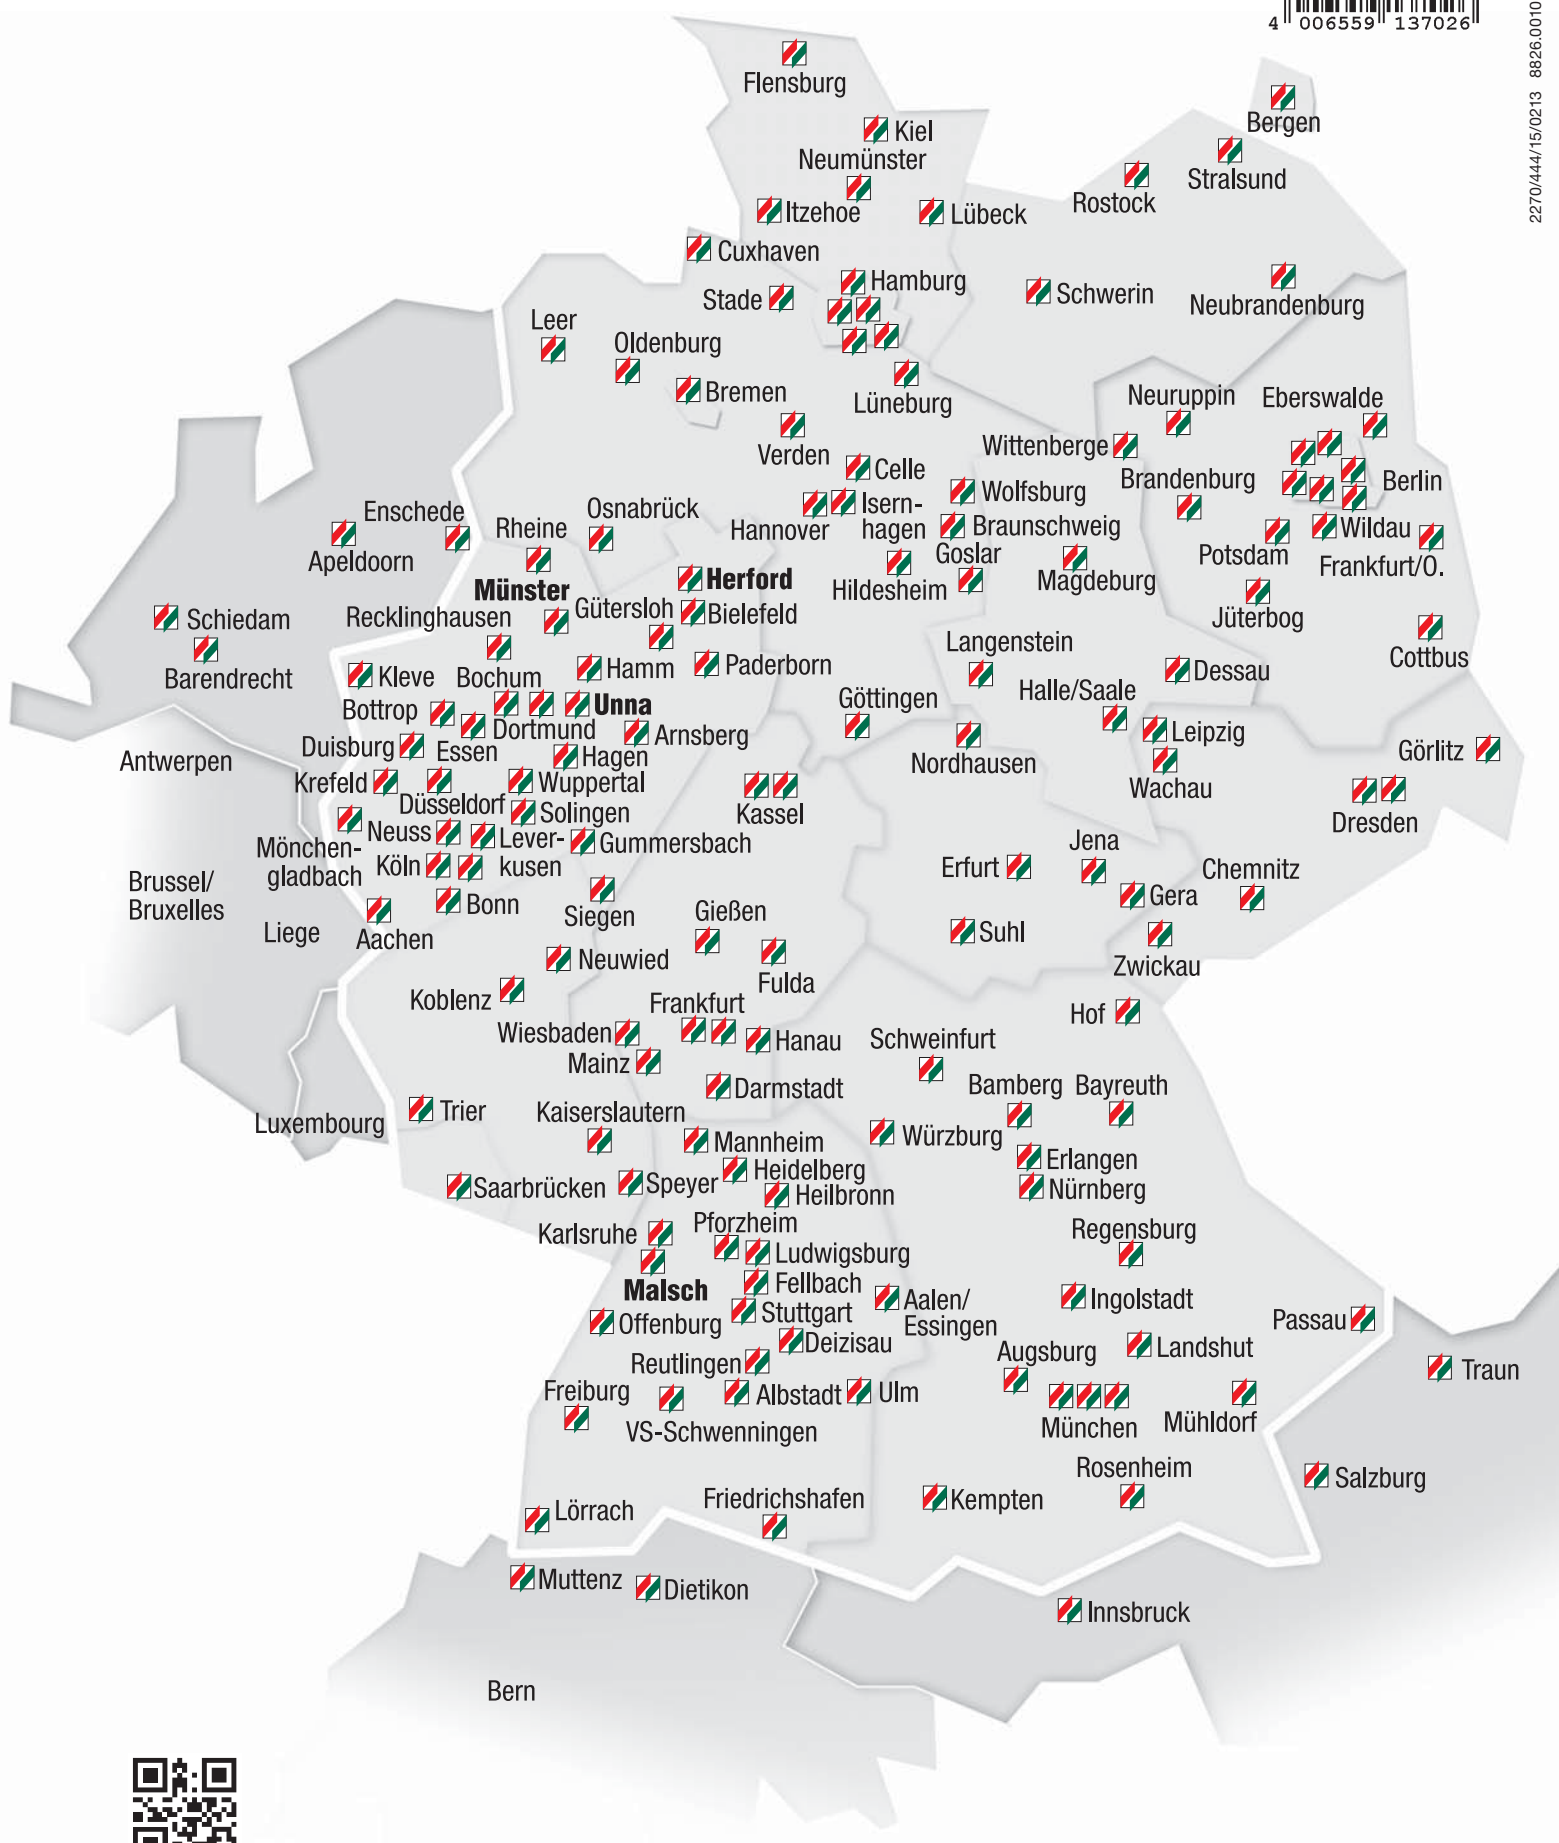 4 006559 137026
2270/444/15/0213 8826.0010
Flensburg
Bergen
Kiel
Neumünster
Stralsund
Rostock
Itzehoe
Lübeck
Cuxhaven
Hamburg
Stade
Schwerin
Neubrandenburg
Leer
Oldenburg
Bremen
Lüneburg
Neuruppin
Eberswalde
Verden
Wittenberge
Celle
Brandenburg
Berlin
Wolfsburg
Isern-
hagen
Hannover
Osnabrück
Enschede
Rheine
Braunschweig
Wildau
Apeldoorn
Goslar
Potsdam
Frankfurt/O.
Magdeburg
Hildesheim
Münster
Herford
Schiedam
Recklinghausen
Gütersloh
Bielefeld
Jüterbog
Langenstein
Cottbus
Barendrecht
Kleve
Bochum
Hamm
Paderborn
Dessau
Göttingen
Halle/Saale
Bottrop
Unna
Dortmund
Arnsberg
Leipzig
Duisburg
Essen
Hagen
Görlitz
Antwerpen
Nordhausen
Krefeld
Wuppertal
Wachau
Düsseldorf
Solingen
Kassel
Dresden
Neuss
Lever-
kusen
Gummersbach
Mönchen-
gladbach
Köln
Jena
Erfurt
Chemnitz
Brussel/
Bruxelles
Gera
Bonn
Siegen
Gießen
Liege
Aachen
Suhl
Neuwied
Zwickau
Fulda
Koblenz
Frankfurt
Hof
Wiesbaden
Hanau
Schweinfurt
Mainz
Darmstadt
Bamberg
Bayreuth
Luxembourg
Trier
Kaiserslautern
Würzburg
Mannheim
Erlangen
Heidelberg
Saarbrücken
Speyer
Heilbronn
Nürnberg
Karlsruhe
Pforzheim
Regensburg
Ludwigsburg
Malsch
Fellbach
Aalen/
Essingen
Ingolstadt
Stuttgart
Offenburg
Passau
Deizisau
Landshut
Reutlingen
Augsburg
Traun
Freiburg
Albstadt
Ulm
VS-Schwenningen
München
Mühldorf
Rosenheim
Salzburg
Friedrichshafen
Kempten
Lörrach
Muttenz
Dietikon
Innsbruck
Bern